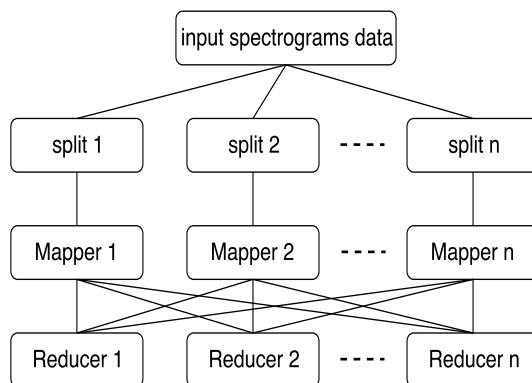 input spectrograms data
split 1
split 2
split n
Mapper 1
Mapper 2
Mapper n
Reducer 1
Reducer 2
Reducer n